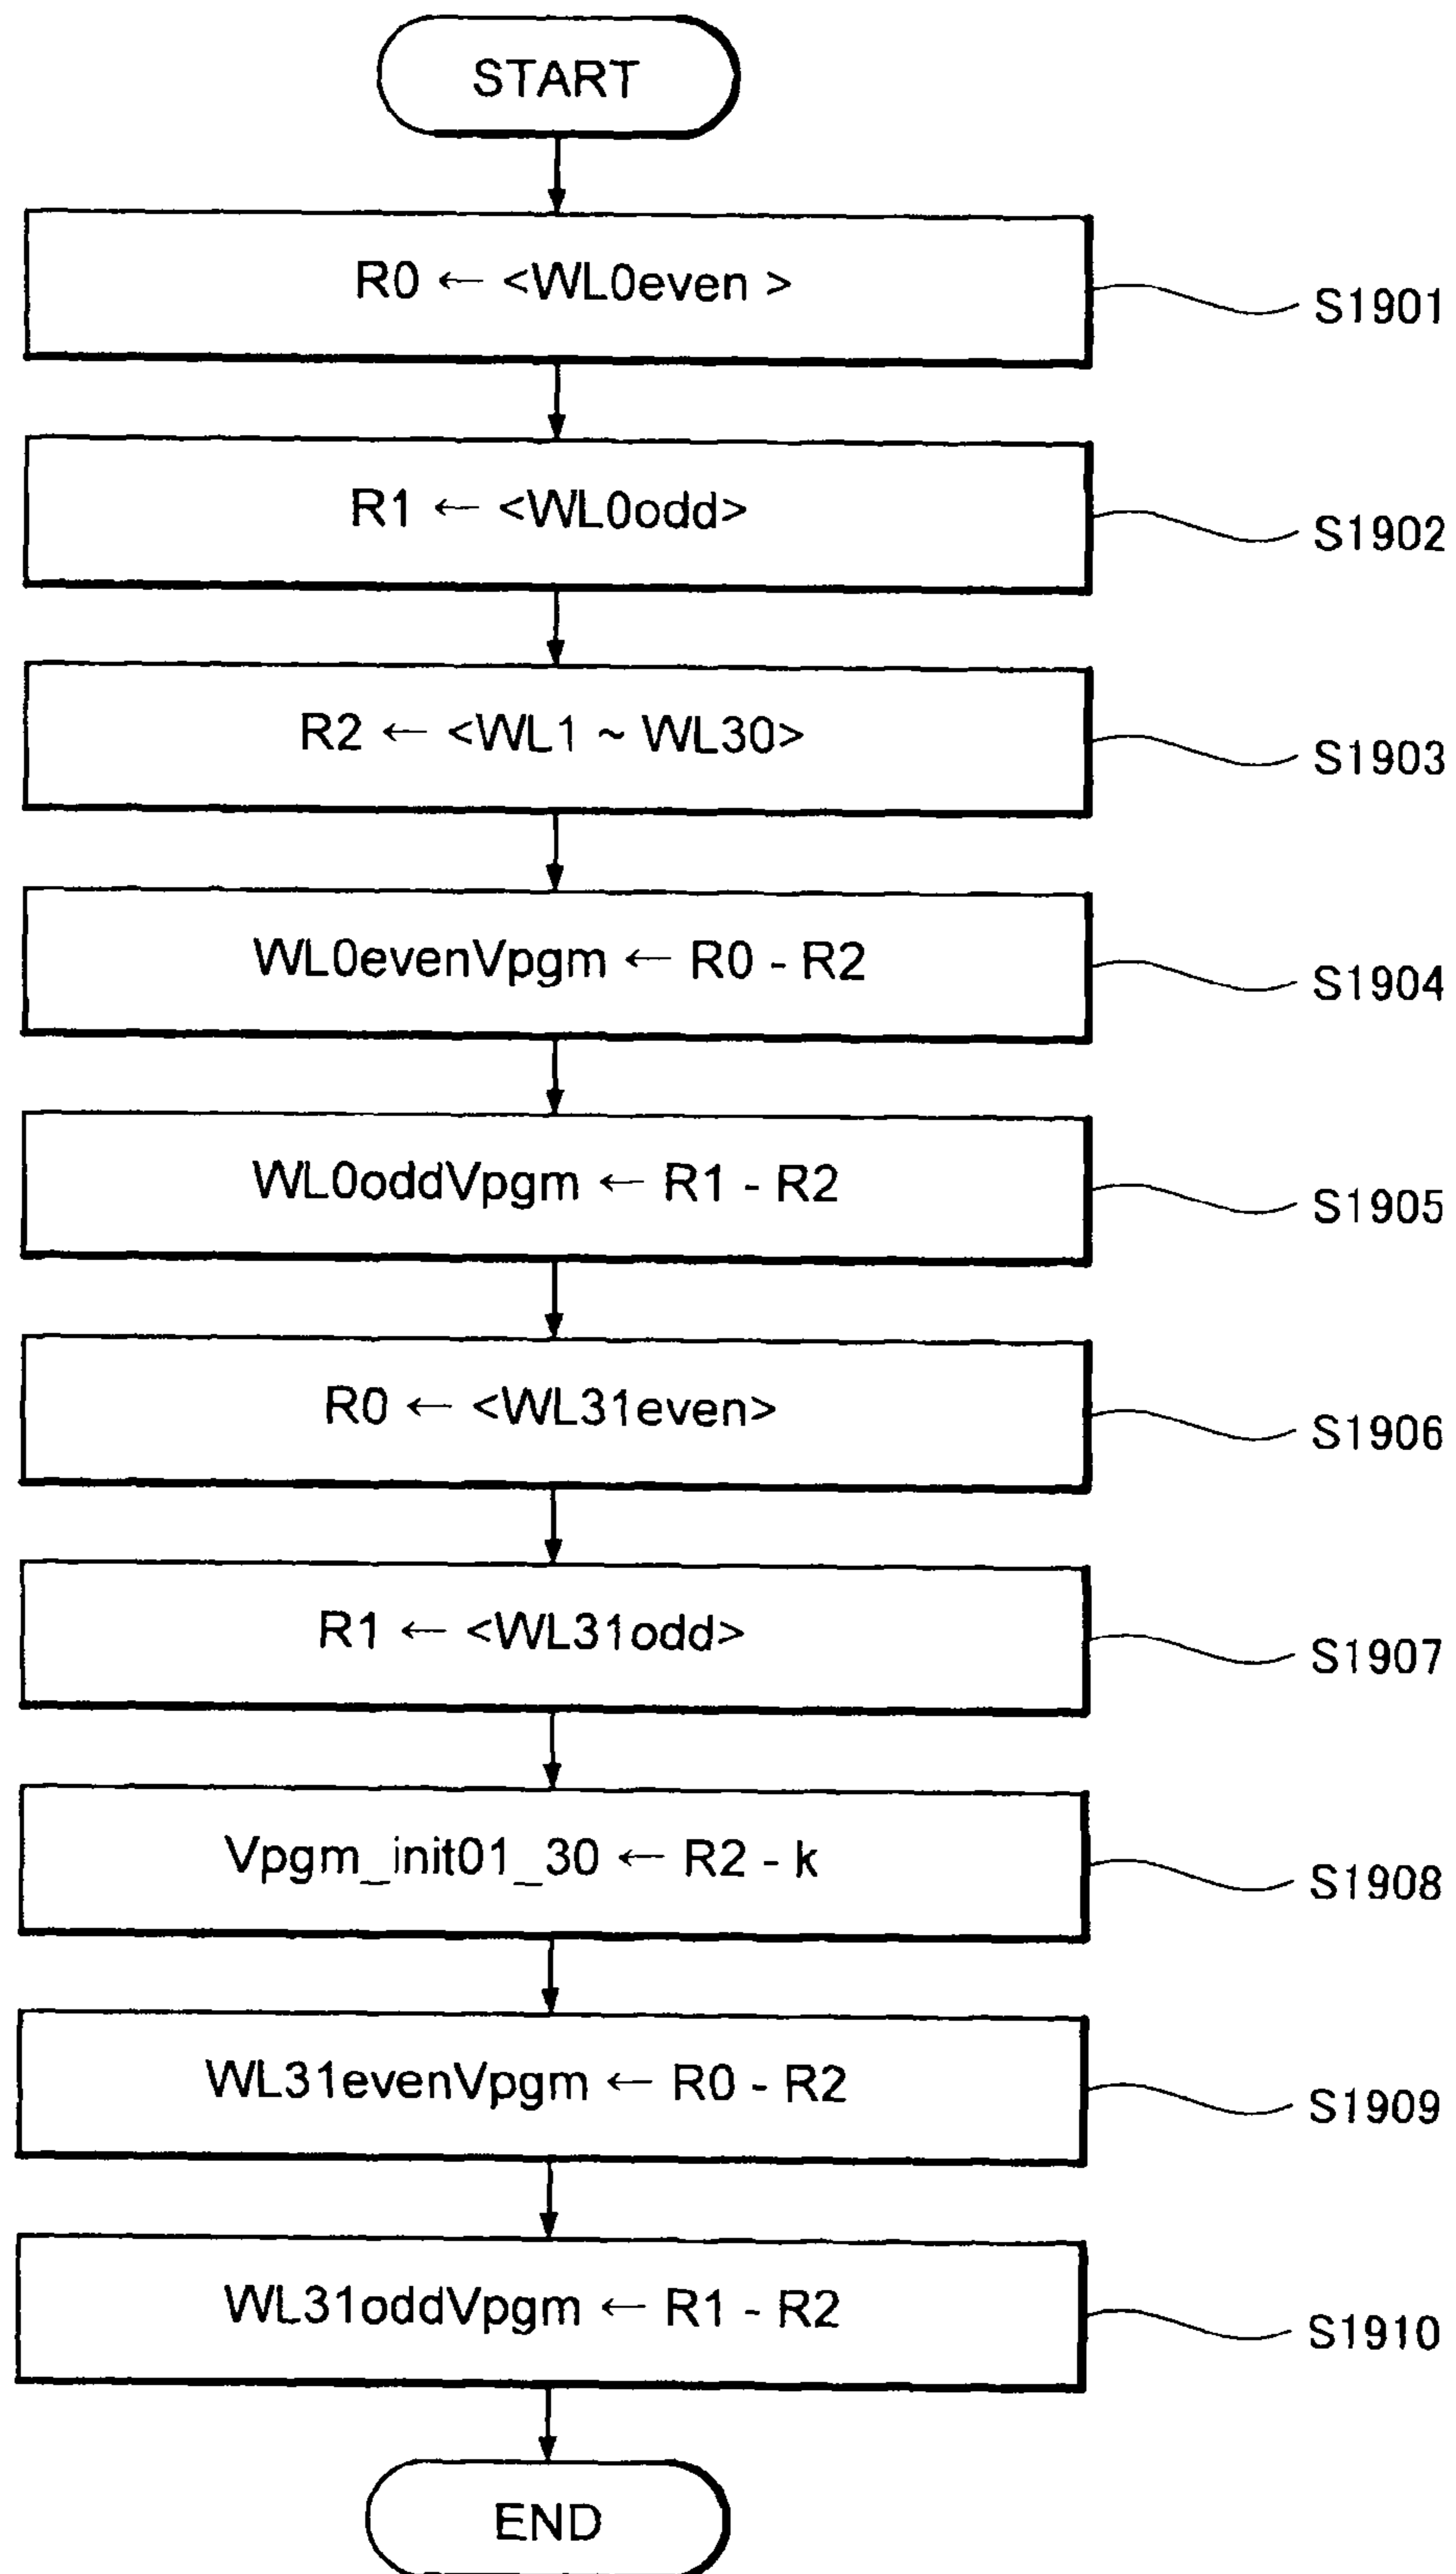 START
R0 ← <WL0even >
S1901
R1 ← <WL0odd>
S1902
R2 ← <WL1 ~ WL30>
S1903
WL0evenVpgm ← R0 - R2
S1904
WL0oddVpgm ← R1 - R2
S1905
R0 ← <WL31even>
S1906
R1 ← <WL31odd>
S1907
Vpgm_init01_30 ← R2 - k
S1908
WL31evenVpgm ← R0 - R2
S1909
WL31oddVpgm ← R1 - R2
S1910
END